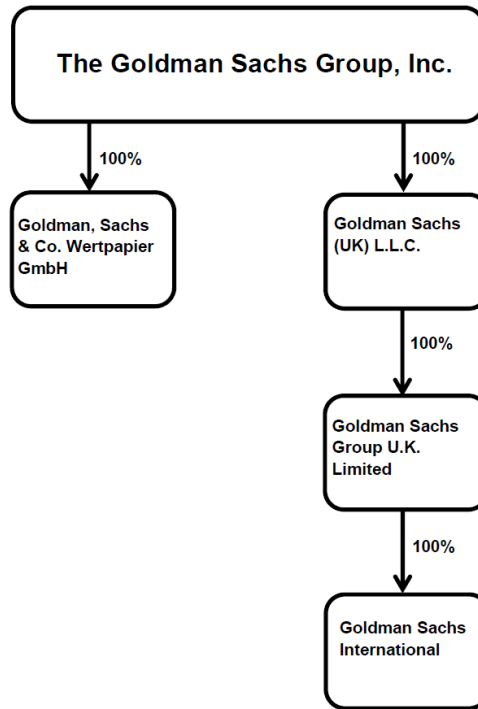 The Goldman Sachs Group, Inc.
100%
100%
Goldman, Sachs
& Co. Wertpapier
GmbH
Goldman Sachs
(UK) L.L.C.
100%
Goldman Sachs
Group U.K.
Limited
100%
Goldman Sachs
International